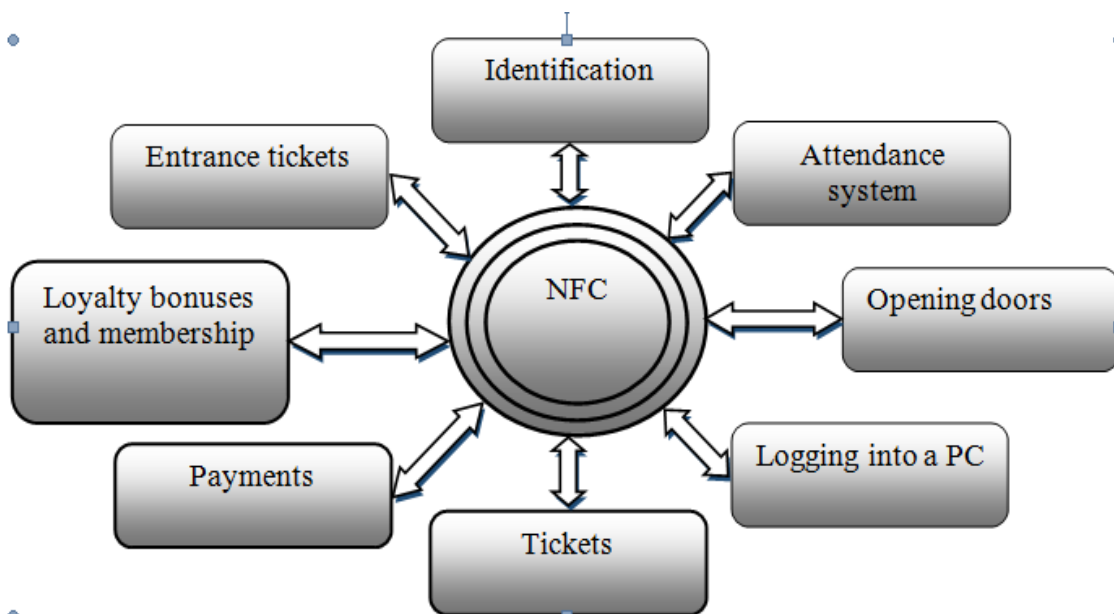 Identification
Entrance tickets
Attendance
system
Loyalty bonuses
and membership
NFC
Opening doors
Payments
Logging into a PC
Tickets